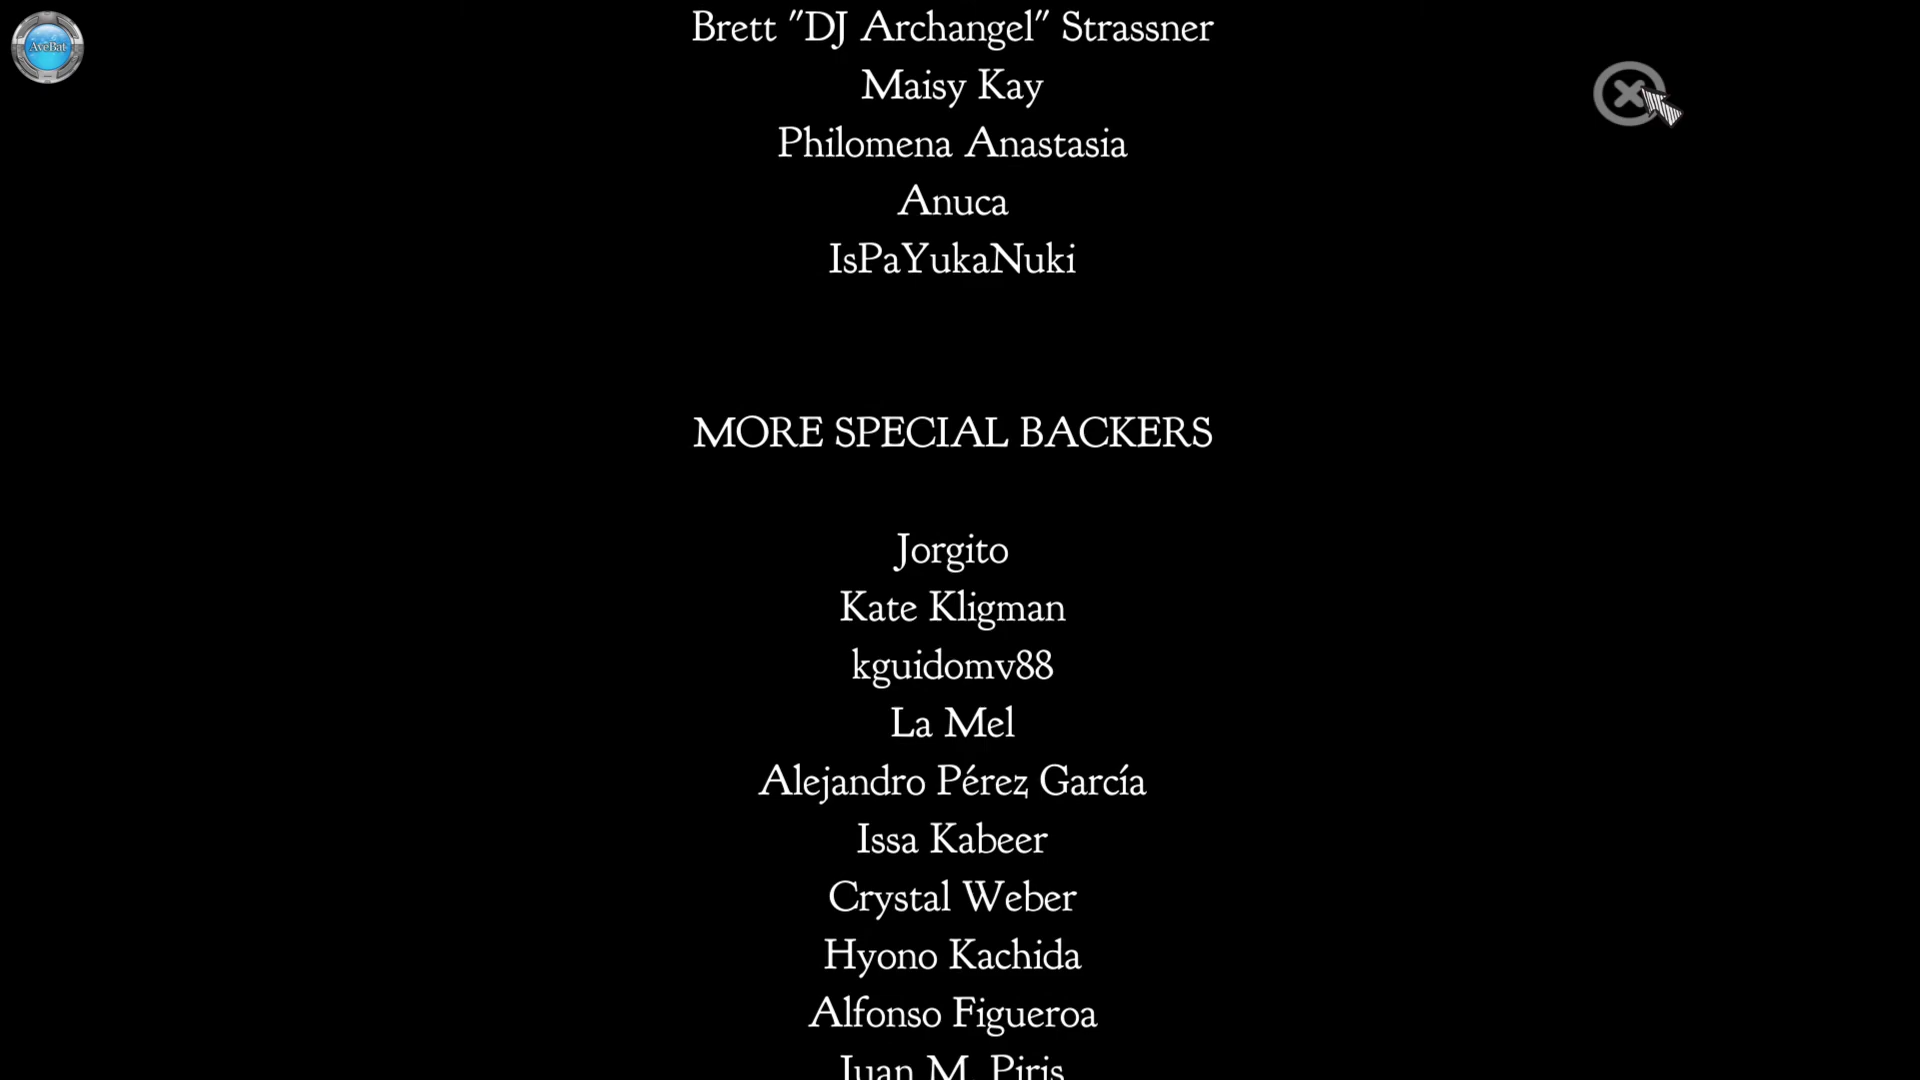 Brett "DJ Archangel" Strassner
AveBat
Maisy Kay
Philomena Anastasia
Anuca
IsPaYukaNuki
MORE SPECIAL BACKERS
Jorgito
Kate Kligman
kguidomv88
La Mel
Alejandro Pérez García
Issa Kabeer
Crystal Weber
Hyono Kachida
Alfonso Figueroa
Juan M. Piris